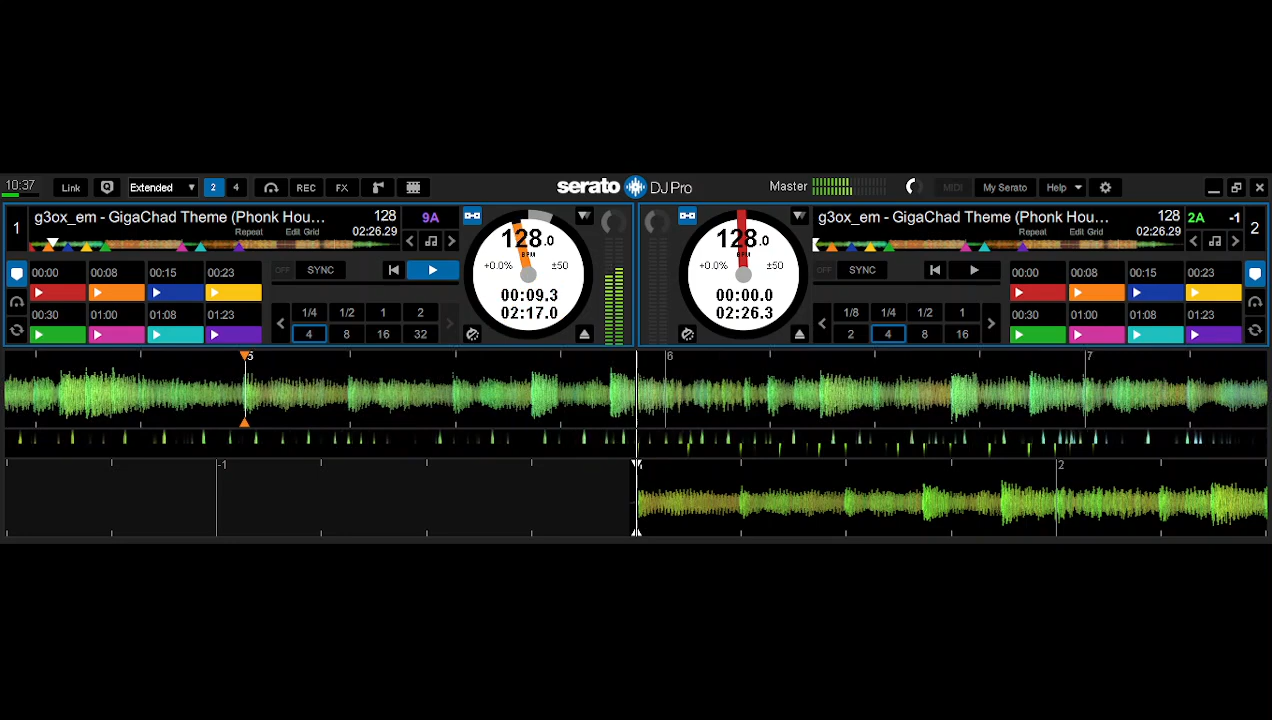 10:37 Link Extended 2 4 REC FX serato DJ Pro Master MIDI My Serato Help
1 g3ox_em - GigaChad Theme (Phonk Hou... 128 9A
Repeat Edit Grid 02:26.29
00:00 00:08 00:15 00:23
00:30 01:00 01:08 01:23
OFF SYNC
1/4 1/2 1 2
4 8 16 32
128.0
BPM
+0.0% ±50
00:09.3
02:17.0
128.0
BPM
+0.0% ±50
00:00.0
02:26.3
g3ox_em - GigaChad Theme (Phonk Hou... 128 2A -1 2
Repeat Edit Grid 02:26.29
OFF SYNC
1/8 1/4 1/2 1
2 4 8 16
00:00 00:08 00:15 00:23
00:30 01:00 01:08 01:23
5 6 7
-1 2